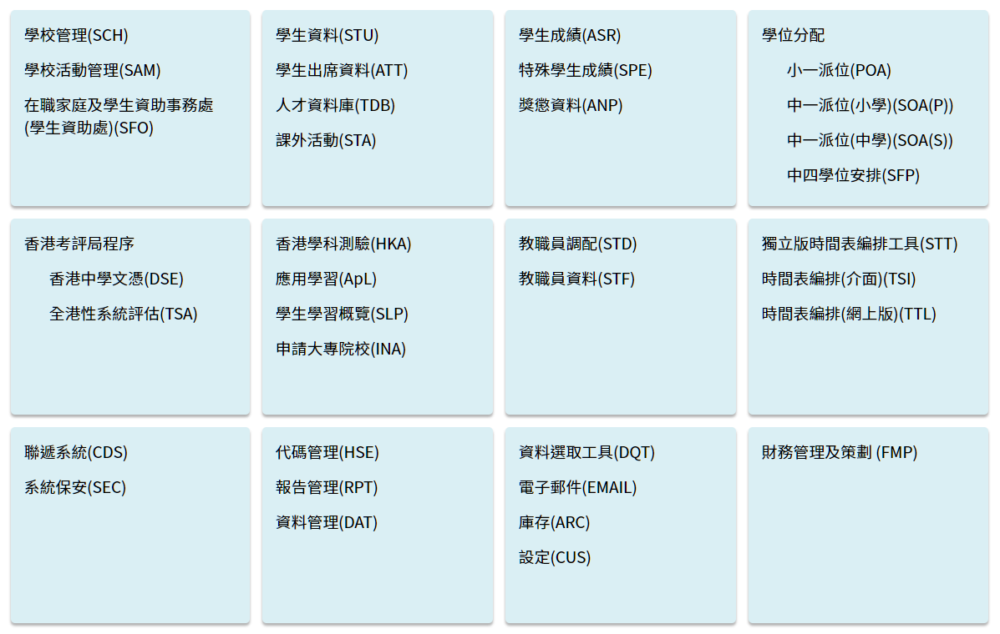 學校管理(SCH)
學校活動管理(SAM)
在職家庭及學生資助事務處
(學生資助處)(SFO)
學生資料(STU)
學生出席資料(ATT)
人才資料庫(TDB)
課外活動(STA)
學生成績(ASR)
特殊學生成績(SPE)
獎懲資料(ANP)
學位分配
小一派位(POA)
中一派位(小學)(SOA(P))
中一派位(中學)(SOA(S))
中四學位安排(SFP)
香港考評局程序
香港中學文憑(DSE)
全港性系統評估(TSA)
香港學科測驗(HKA)
應用學習(ApL)
學生學習概覽(SLP)
申請大專院校(INA)
教職員調配(STD)
教職員資料(STF)
獨立版時間表編排工具(STT)
時間表編排(介面)(TSI)
時間表編排(網上版)(TTL)
聯遞系統(CDS)
系統保安(SEC)
代碼管理(HSE)
報告管理(RPT)
資料管理(DAT)
資料選取工具(DQT)
電子郵件(EMAIL)
庫存(ARC)
設定(CUS)
財務管理及策劃 (FMP)